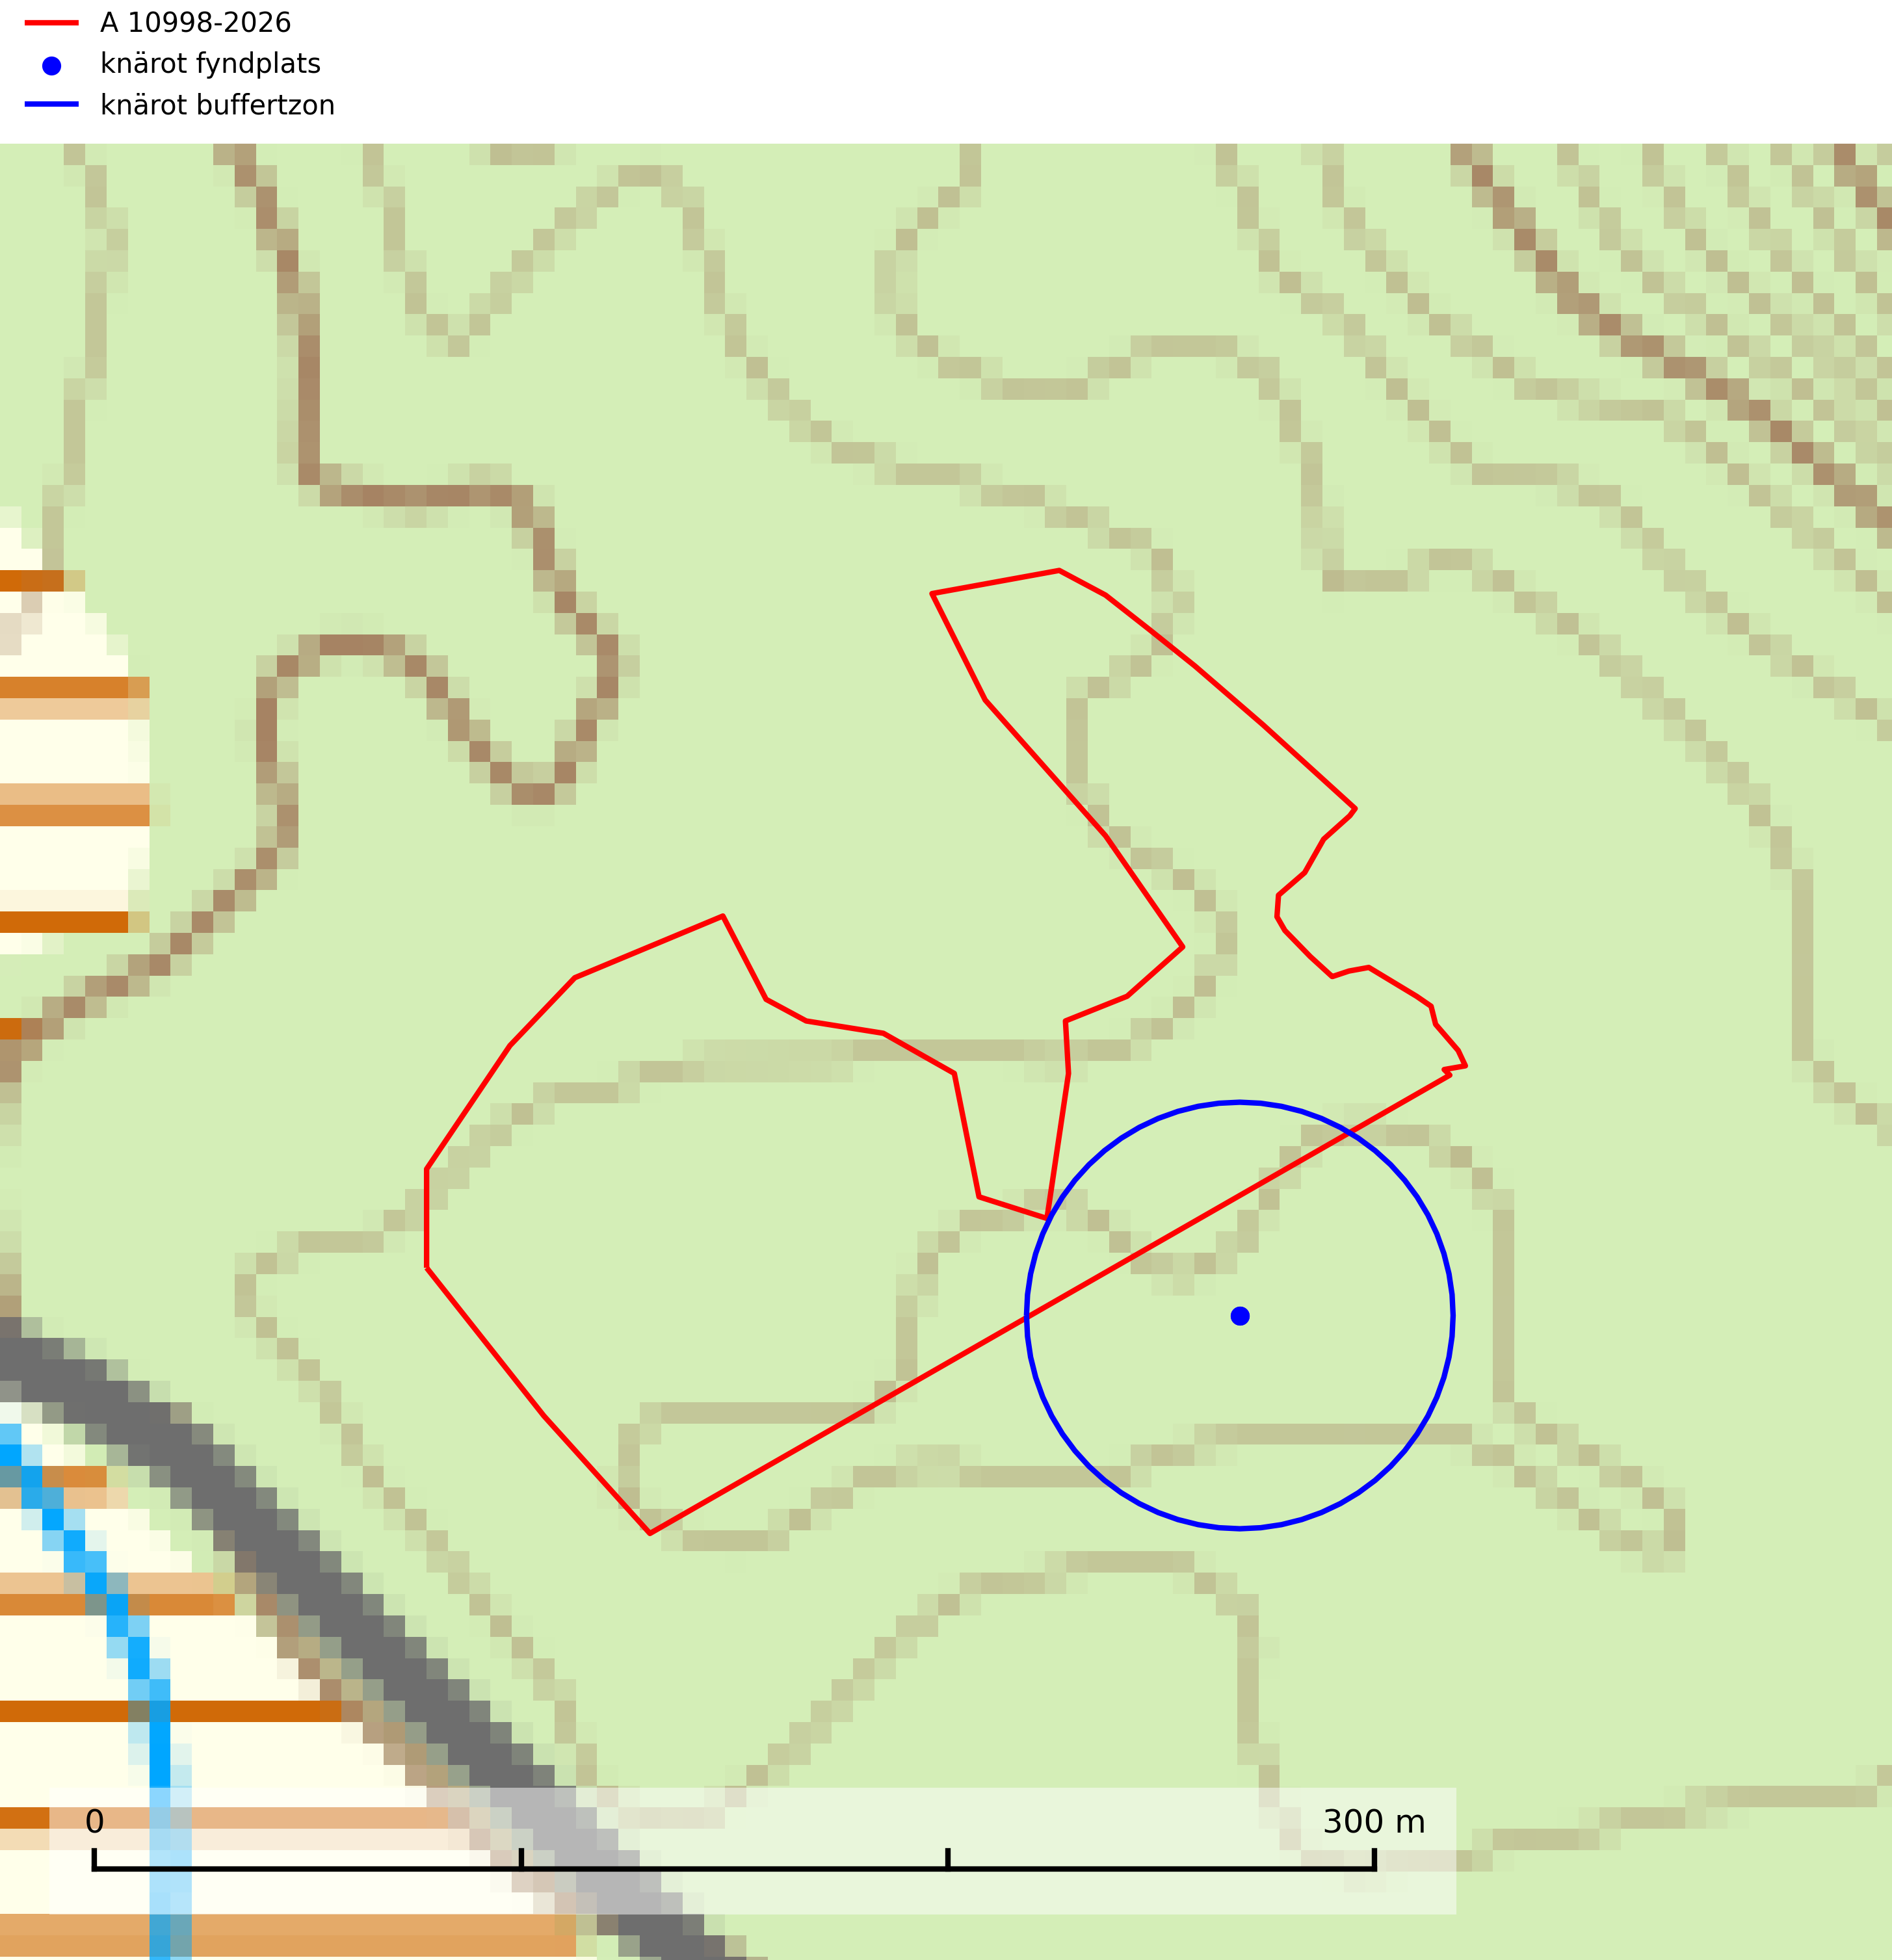 A 10998-2026
knärot fyndplats
knärot buffertzon
0 300 m